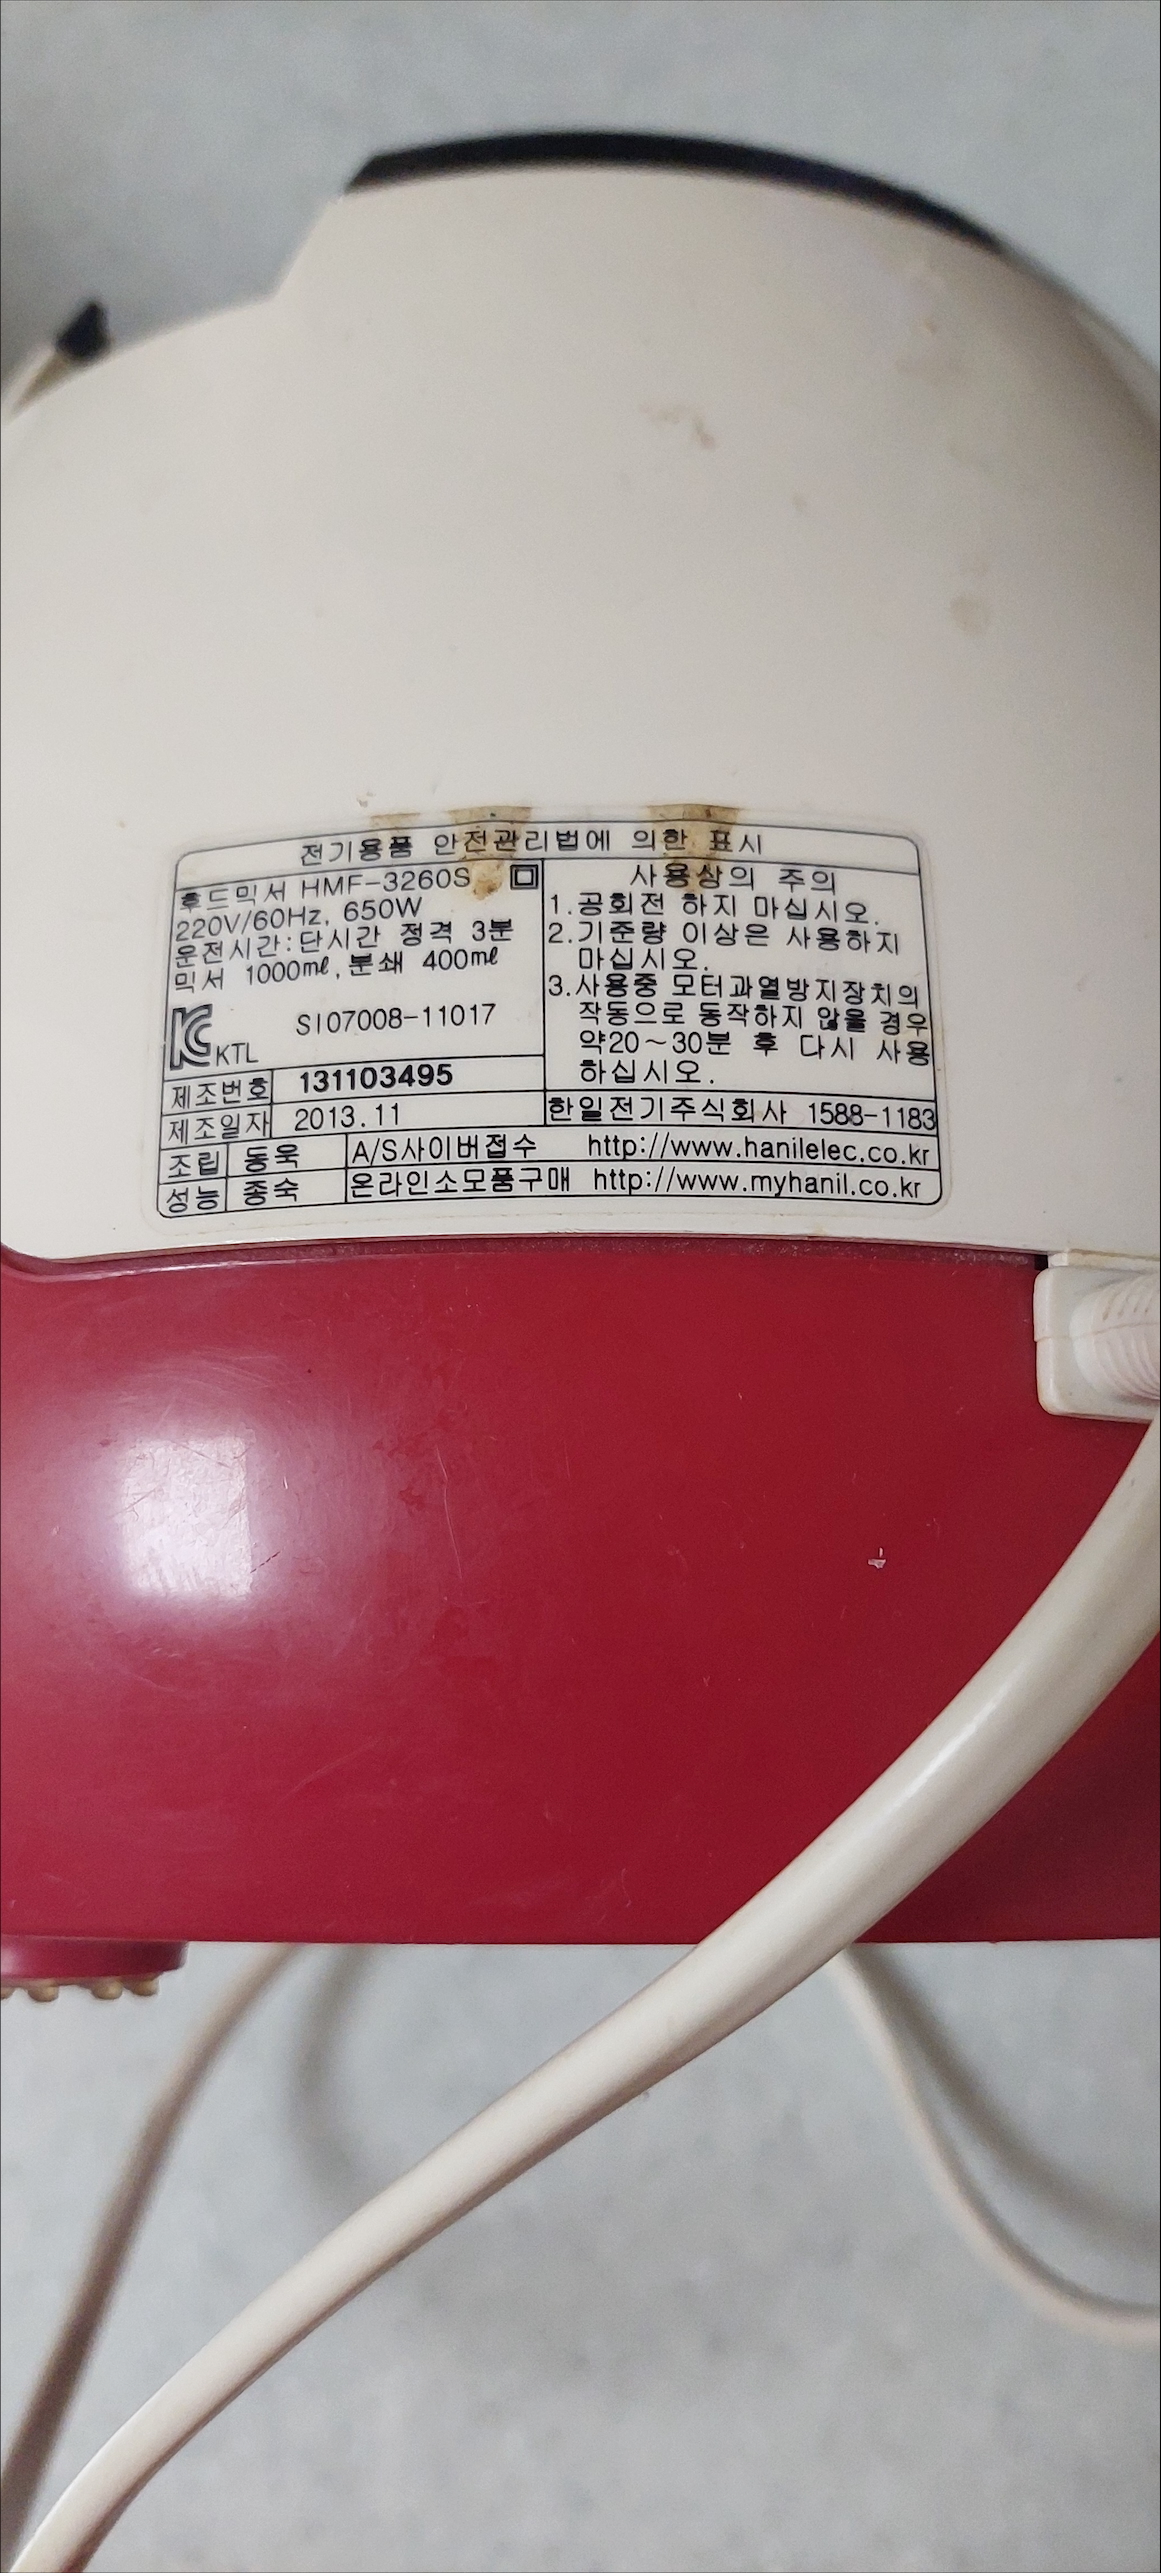 전기용품 안전관리법에 의한 표시
후드믹서 HMF-3260S
220V/60Hz, 650W
운전시간:단시간 정격 3분
믹서 1000mℓ, 분쇄 400mℓ
KC KTL SI07008-11017
제조번호 131103495
제조일자 2013.11
사용상의 주의
1.공회전 하지 마십시오.
2.기준량 이상은 사용하지
마십시오.
3.사용중 모터과열방지장치의
작동으로 동작하지 않을 경우
약20~30분 후 다시 사용
하십시오.
한일전기주식회사 1588-1183
조립 동욱 A/S사이버접수 http://www.hanilelec.co.kr
성능 종숙 온라인소모품구매 http://www.myhanil.co.kr